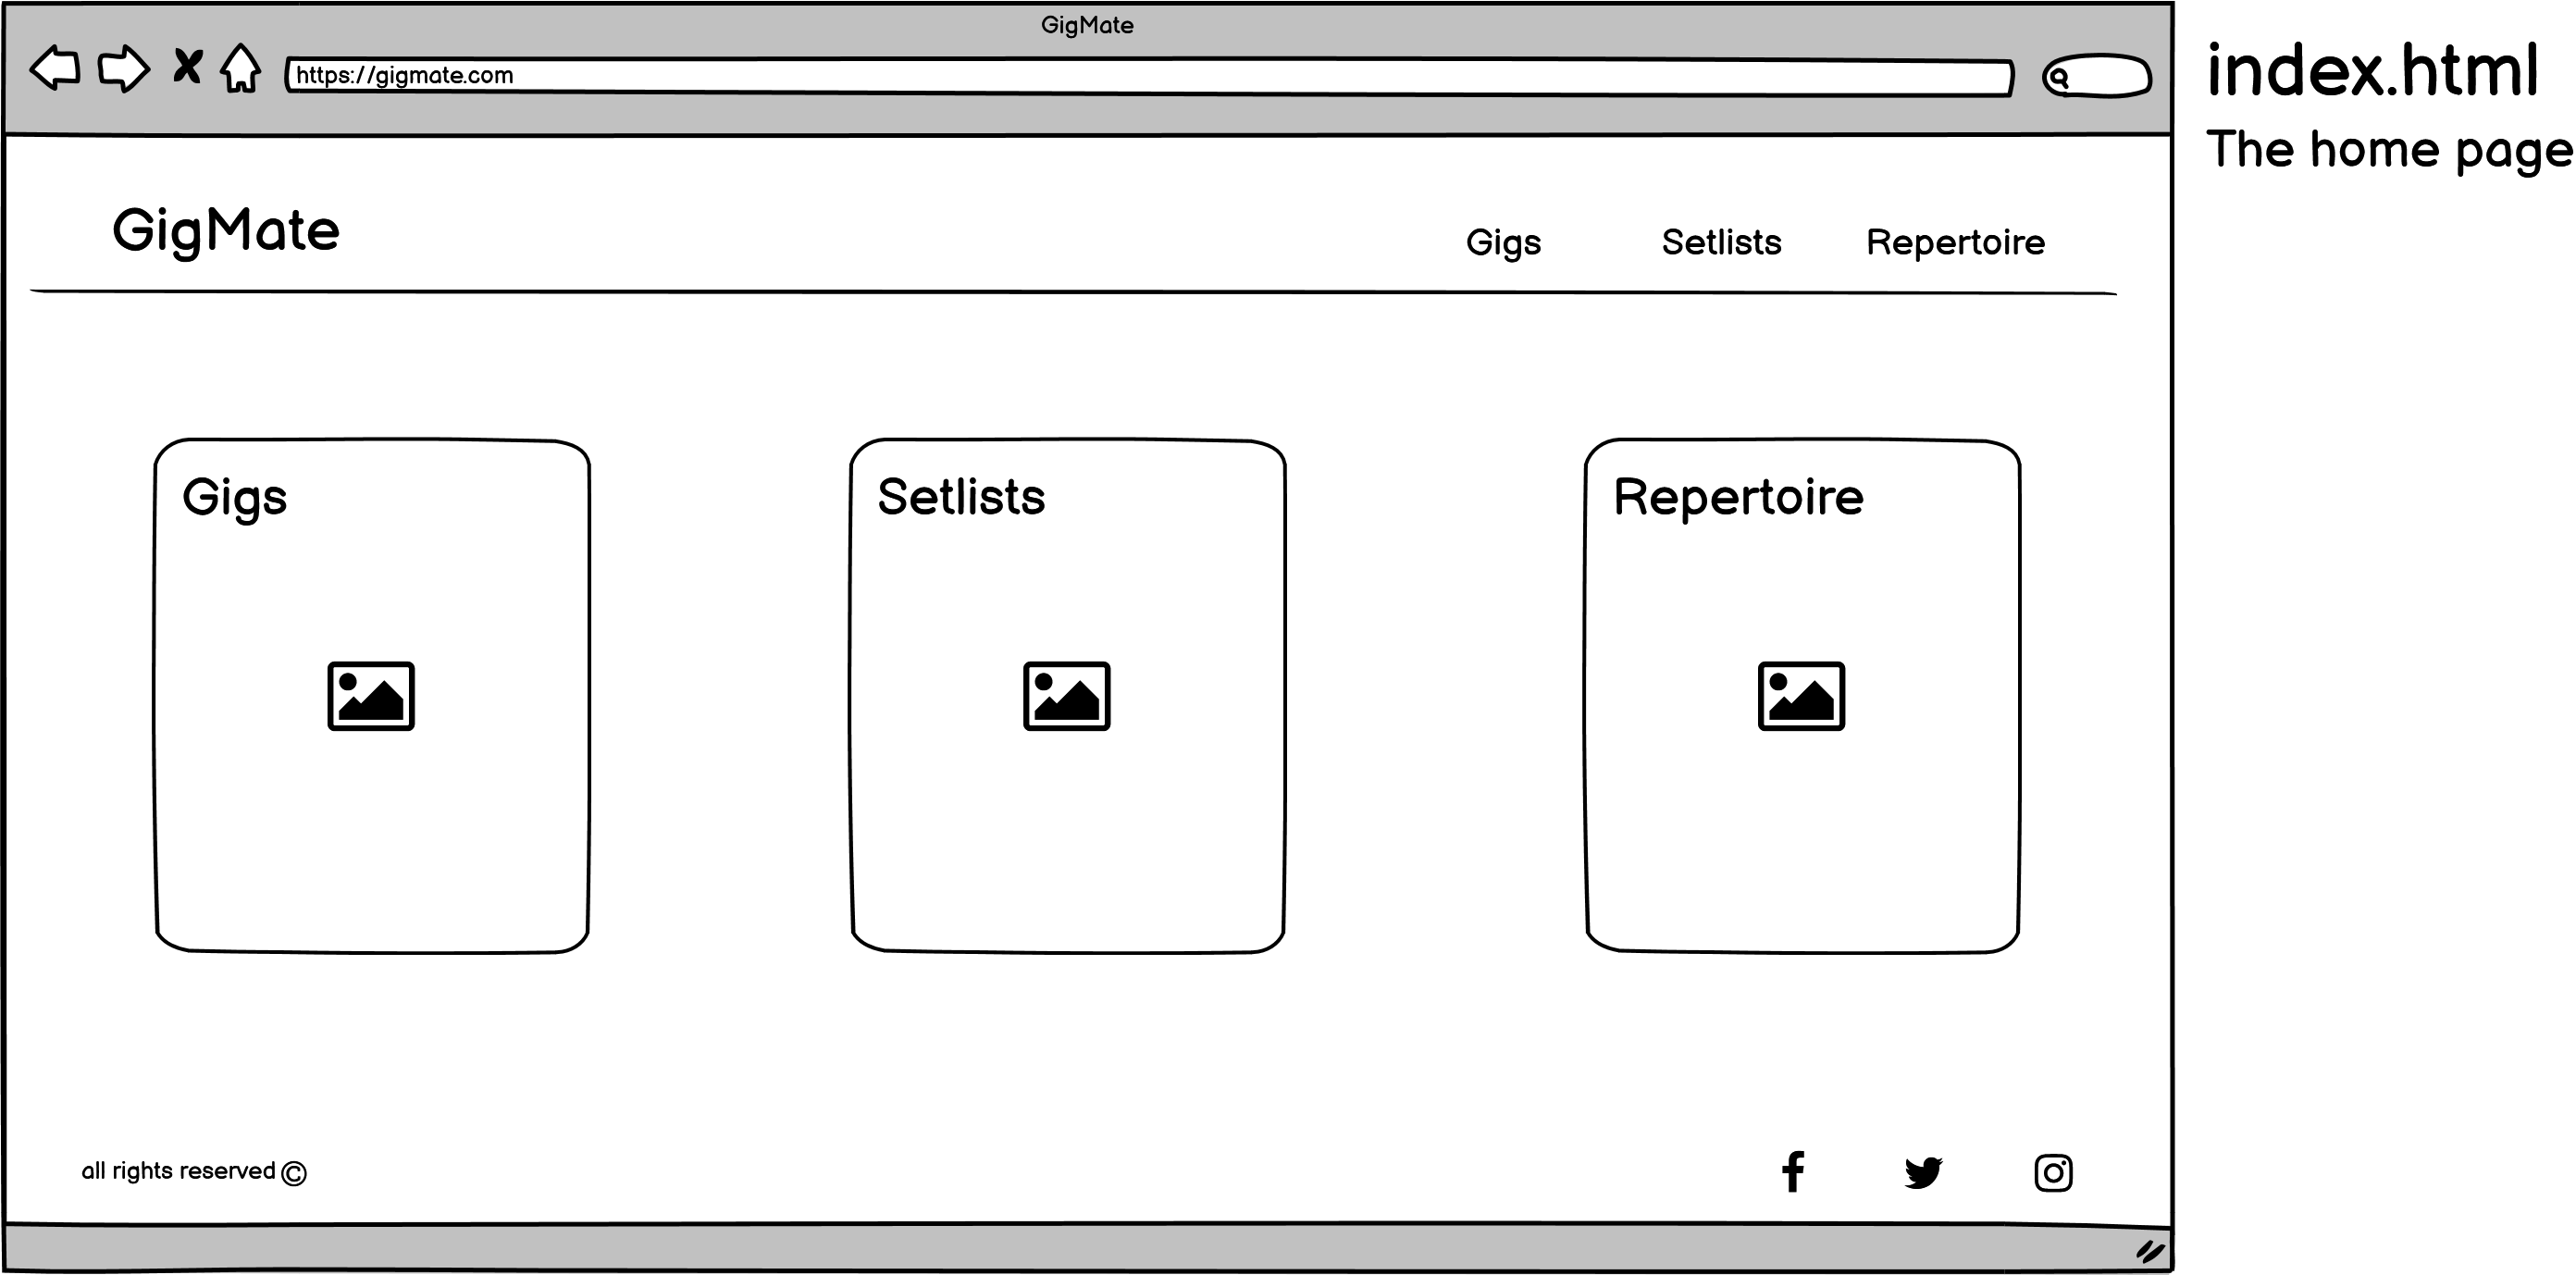 GigMate
https://gigmate.com
index.html
The home page
GigMate
Gigs Setlists Repertoire
Gigs
Setlists
Repertoire
all rights reserved ©